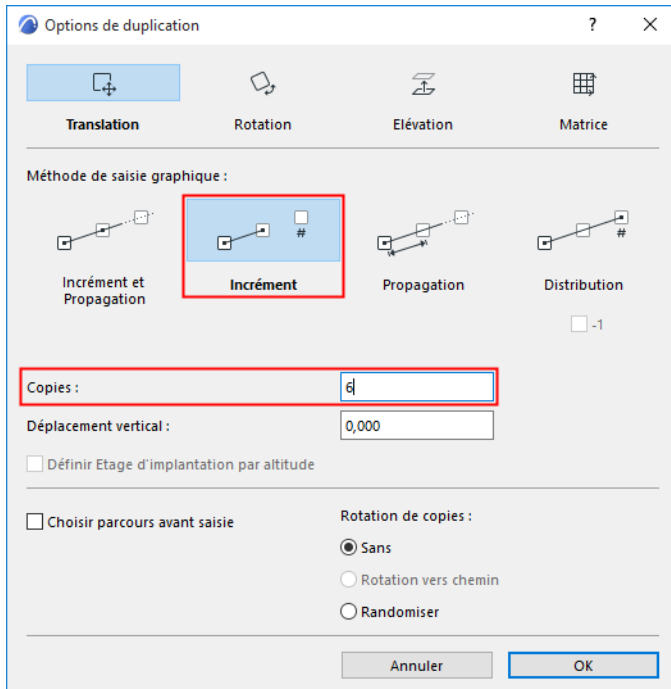 Options de duplication
?
Translation
Rotation
Elévation
Matrice
Méthode de saisie graphique :
#
#
Incrément et
Propagation
Incrément
Propagation
Distribution
-1
Copies :
6
Déplacement vertical :
0,000
Définir Etage d'implantation par altitude
Choisir parcours avant saisie
Rotation de copies :
Sans
Rotation vers chemin
Randomiser
Annuler
OK